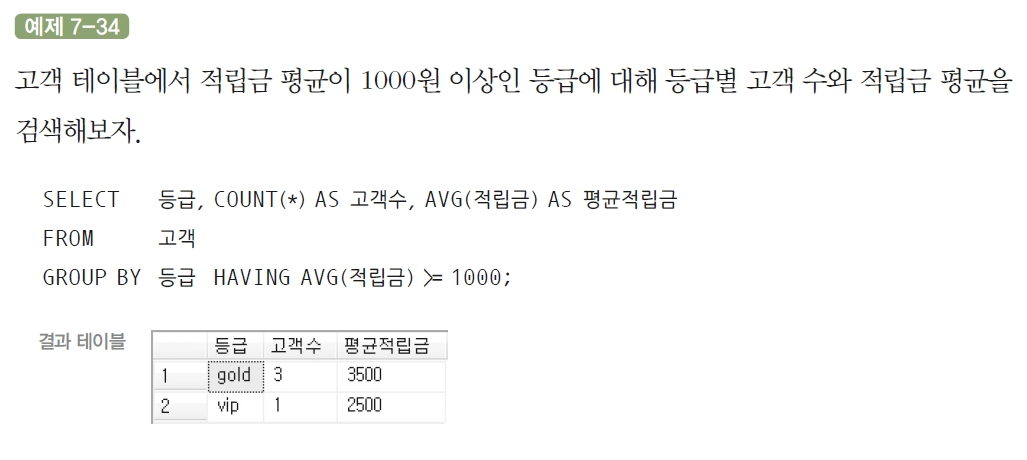 예제 7-34
고객 테이블에서 적립금 평균이 1000원 이상인 등급에 대해 등급별 고객 수와 적립금 평균을
검색해보자.
SELECT 등급, COUNT(*) AS 고객수, AVG(적립금) AS 평균적립금
FROM 고객
GROUP BY 등급 HAVING AVG(적립금) >= 1000;
결과 테이블
등급 고객수 평균적립금
1 gold 3 3500
2 vip 1 2500